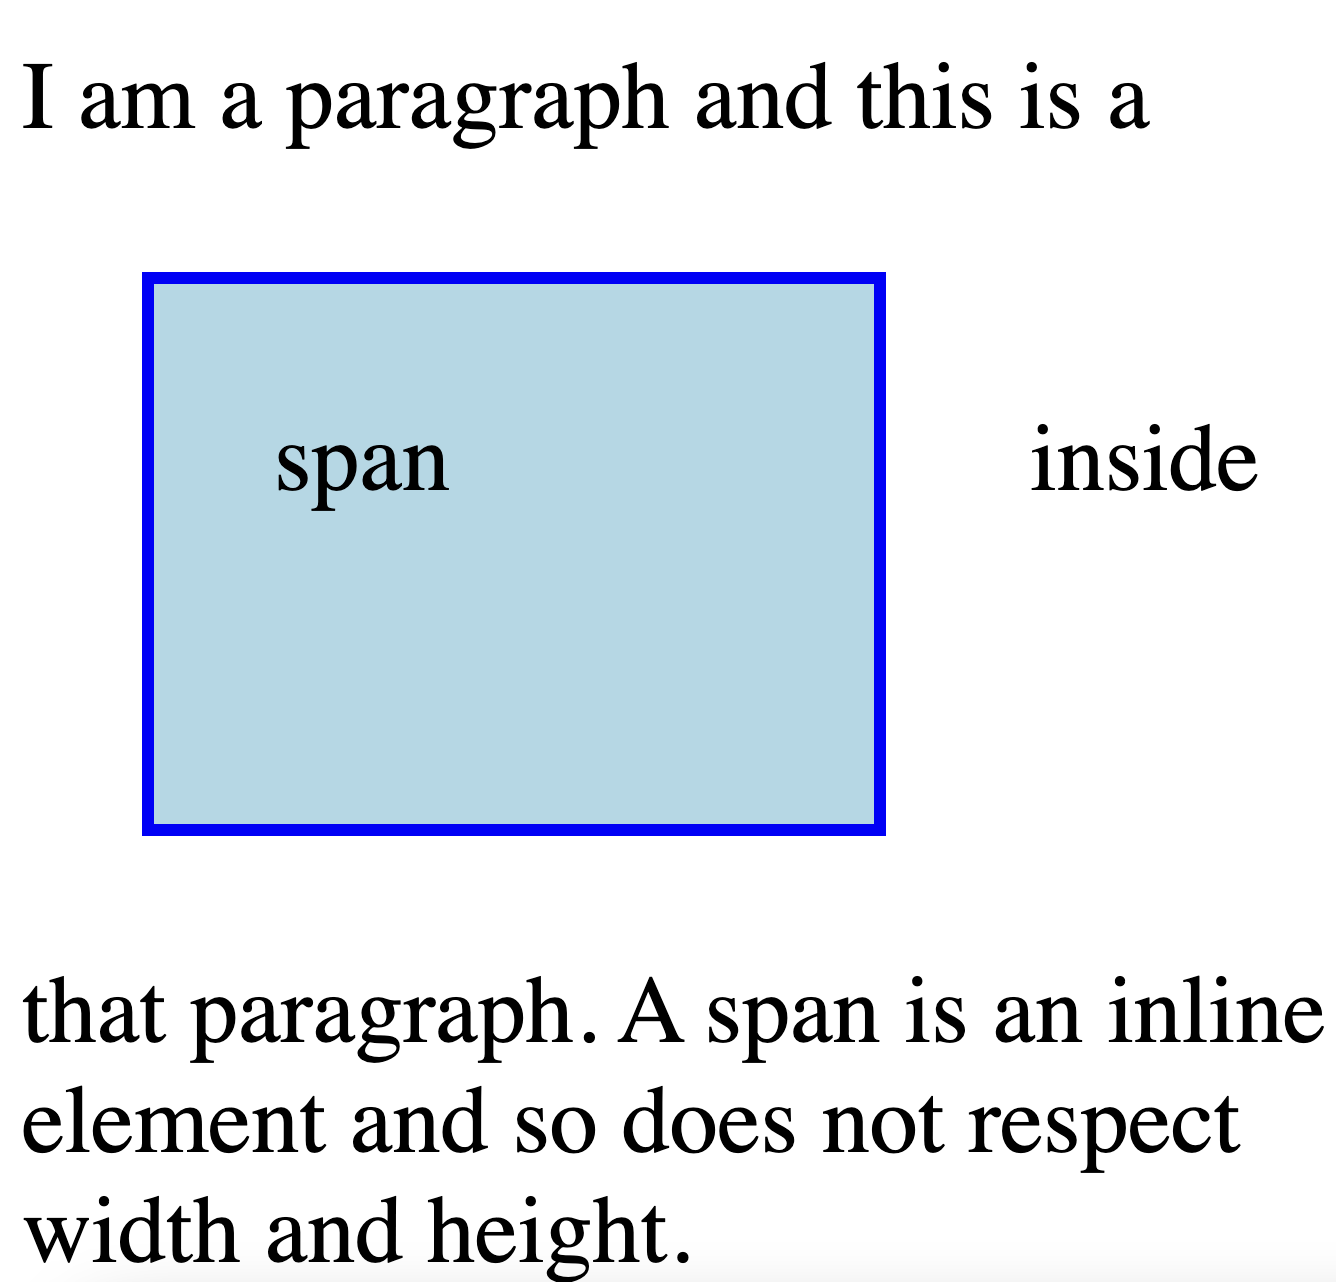 I am a paragraph and this is a
span inside
that paragraph. A span is an inline
element and so does not respect
width and height.